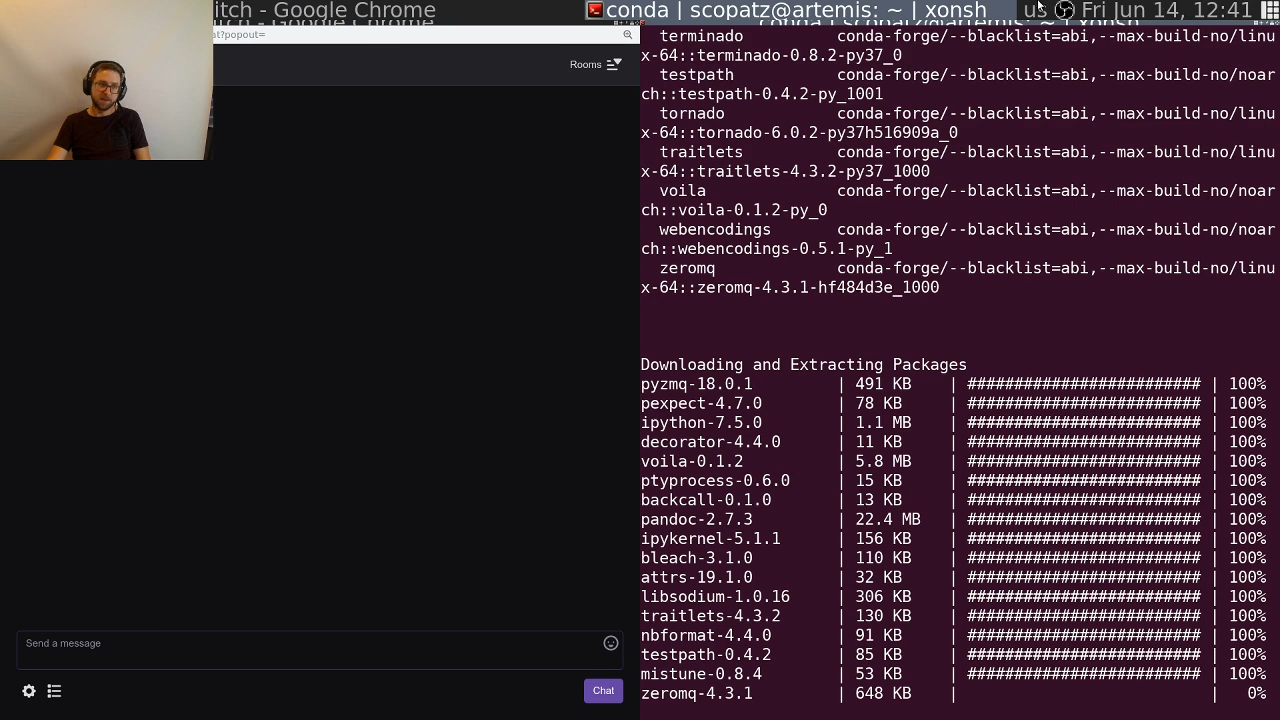 itch - Google Chrome
conda | scopatz@artemis: ~ | xonsh
us
Fri Jun 14, 12:41
at?popout=
Rooms
Send a message
Chat
terminado conda-forge/--blacklist=abi,--max-build-no/linu
x-64::terminado-0.8.2-py37_0
testpath conda-forge/--blacklist=abi,--max-build-no/noar
ch::testpath-0.4.2-py_1001
tornado conda-forge/--blacklist=abi,--max-build-no/linu
x-64::tornado-6.0.2-py37h516909a_0
traitlets conda-forge/--blacklist=abi,--max-build-no/linu
x-64::traitlets-4.3.2-py37_1000
voila conda-forge/--blacklist=abi,--max-build-no/noar
ch::voila-0.1.2-py_0
webencodings conda-forge/--blacklist=abi,--max-build-no/noar
ch::webencodings-0.5.1-py_1
zeromq conda-forge/--blacklist=abi,--max-build-no/linu
x-64::zeromq-4.3.1-hf484d3e_1000
Downloading and Extracting Packages
pyzmq-18.0.1 | 491 KB | ######################### | 100%
pexpect-4.7.0 | 78 KB | ######################### | 100%
ipython-7.5.0 | 1.1 MB | ######################### | 100%
decorator-4.4.0 | 11 KB | ######################### | 100%
voila-0.1.2 | 5.8 MB | ######################### | 100%
ptyprocess-0.6.0 | 15 KB | ######################### | 100%
backcall-0.1.0 | 13 KB | ######################### | 100%
pandoc-2.7.3 | 22.4 MB | ######################### | 100%
ipykernel-5.1.1 | 156 KB | ######################### | 100%
bleach-3.1.0 | 110 KB | ######################### | 100%
attrs-19.1.0 | 32 KB | ######################### | 100%
libsodium-1.0.16 | 306 KB | ######################### | 100%
traitlets-4.3.2 | 130 KB | ######################### | 100%
nbformat-4.4.0 | 91 KB | ######################### | 100%
testpath-0.4.2 | 85 KB | ######################### | 100%
mistune-0.8.4 | 53 KB | ######################### | 100%
zeromq-4.3.1 | 648 KB | | 0%